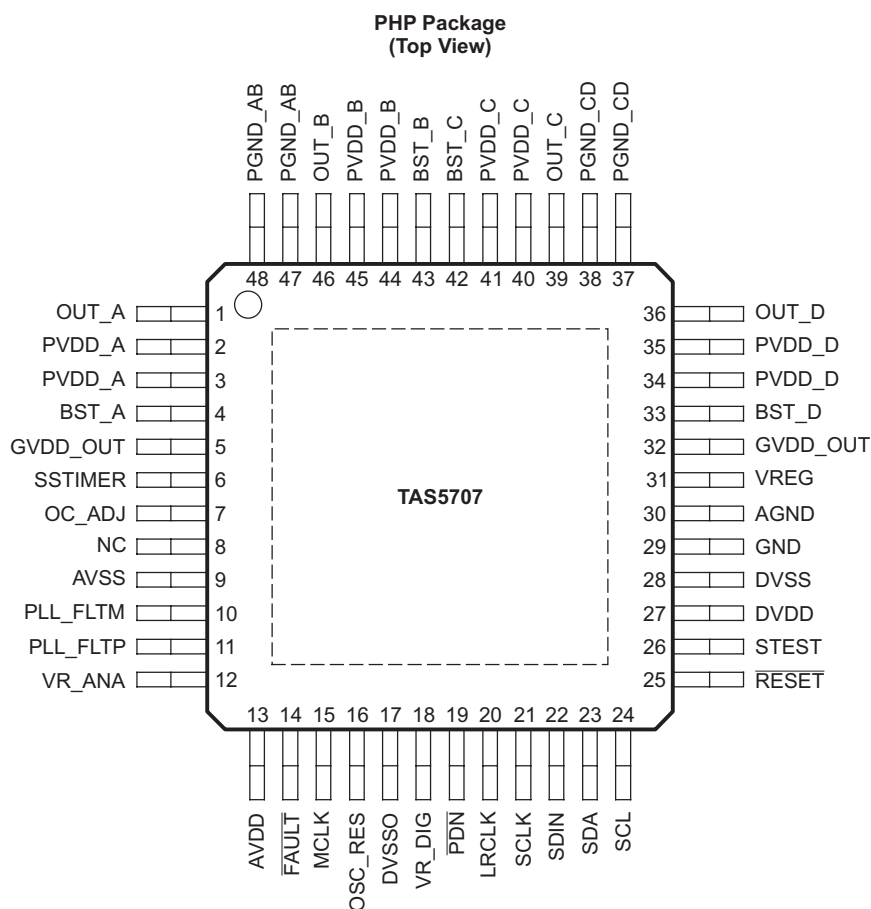 PHP Package
(Top View)
PGND_AB
PGND_AB
OUT_B
PVDD_B
PVDD_B
BST_B
BST_C
PVDD_C
PVDD_C
OUT_C
PGND_CD
PGND_CD
48 47 46 45 44 43 42 41 40 39 38 37
OUT_A 1 36 OUT_D
PVDD_A 2 35 PVDD_D
PVDD_A 3 34 PVDD_D
BST_A 4 33 BST_D
GVDD_OUT 5 32 GVDD_OUT
SSTIMER 6 31 VREG
TAS5707
OC_ADJ 7 30 AGND
NC 8 29 GND
AVSS 9 28 DVSS
PLL_FLTM 10 27 DVDD
PLL_FLTP 11 26 STEST
VR_ANA 12 25 RESET
13 14 15 16 17 18 19 20 21 22 23 24
AVDD
FAULT
MCLK
OSC_RES
DVSSO
VR_DIG
PDN
LRCLK
SCLK
SDIN
SDA
SCL